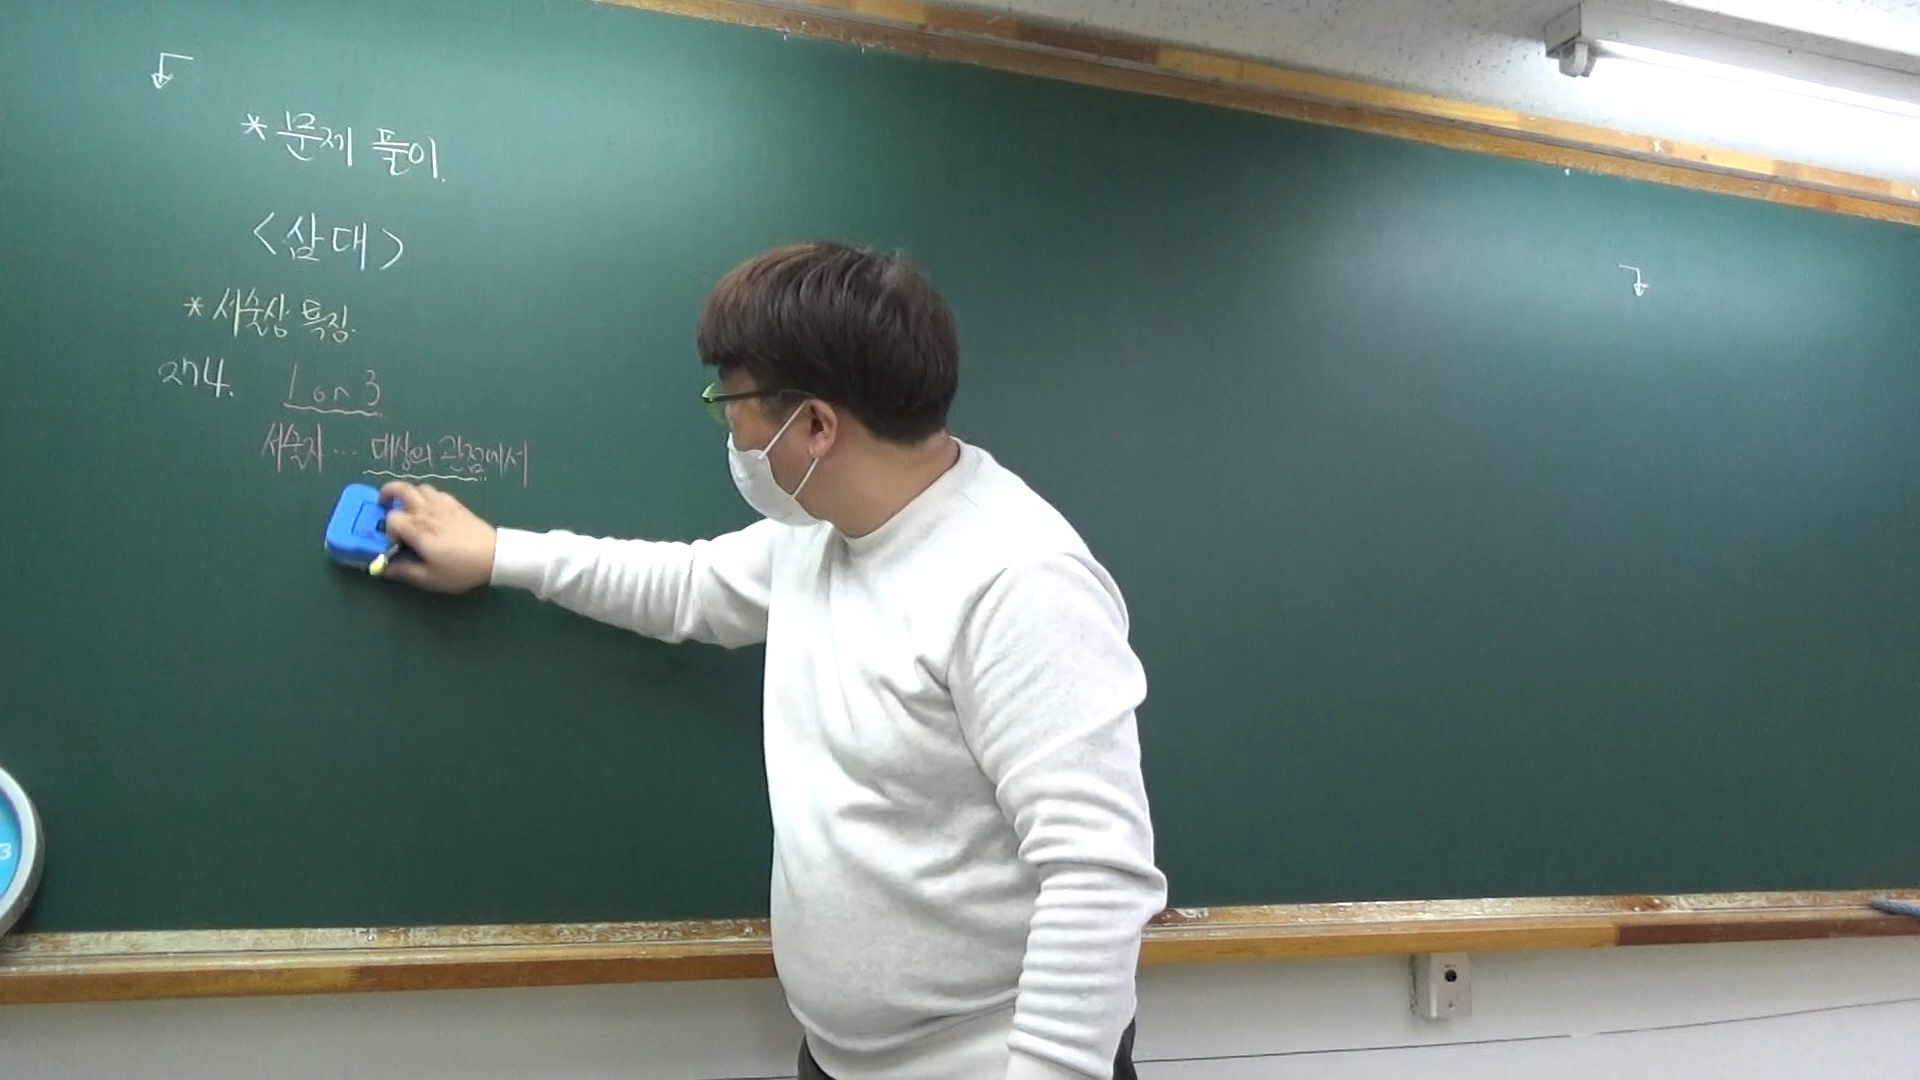 * 문제 풀이.
<삼대>
* 서술상 특징.
274. 1 or 3
서술자 ... 대상의 관점에서
3